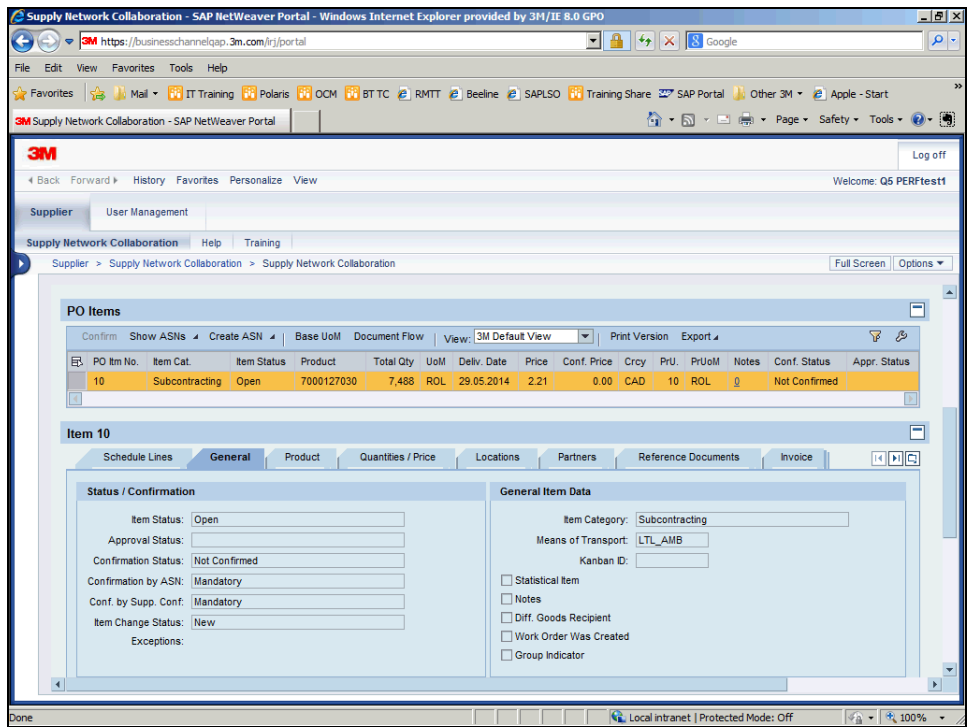 Supply Network Collaboration - SAP NetWeaver Portal - Windows Internet Explorer provided by 3M/IE 8.0 GPO
3M https://businesschannelqap.3m.com/irj/portal
Google
File Edit View Favorites Tools Help
Favorites Mail IT Training Polaris OCM BT TC RMTT Beeline SAPLSO Training Share SAP Portal Other 3M Apple - Start »
3M Supply Network Collaboration - SAP NetWeaver Portal Page Safety Tools
3M Log off
Back Forward History Favorites Personalize View Welcome: Q5 PERFtest1
Supplier User Management
Supply Network Collaboration Help Training
Supplier > Supply Network Collaboration > Supply Network Collaboration Full Screen Options
PO Items
Confirm Show ASNs Create ASN Base UoM Document Flow View: 3M Default View Print Version Export
PO Itm No. Item Cat. Item Status Product Total Qty UoM Deliv. Date Price Conf. Price Crcy PrU. PrUoM Notes Conf. Status Appr. Status
10 Subcontracting Open 7000127030 7,488 ROL 29.05.2014 2.21 0.00 CAD 10 ROL 0 Not Confirmed
Item 10
Schedule Lines General Product Quantities / Price Locations Partners Reference Documents Invoice
Status / Confirmation General Item Data
Item Status: Open Item Category: Subcontracting
Approval Status: Means of Transport: LTL_AMB
Confirmation Status: Not Confirmed Kanban ID:
Confirmation by ASN: Mandatory Statistical Item
Conf. by Supp. Conf: Mandatory Notes
Item Change Status: New Diff. Goods Recipient
Exceptions: Work Order Was Created
Group Indicator
Done Local intranet | Protected Mode: Off 100%